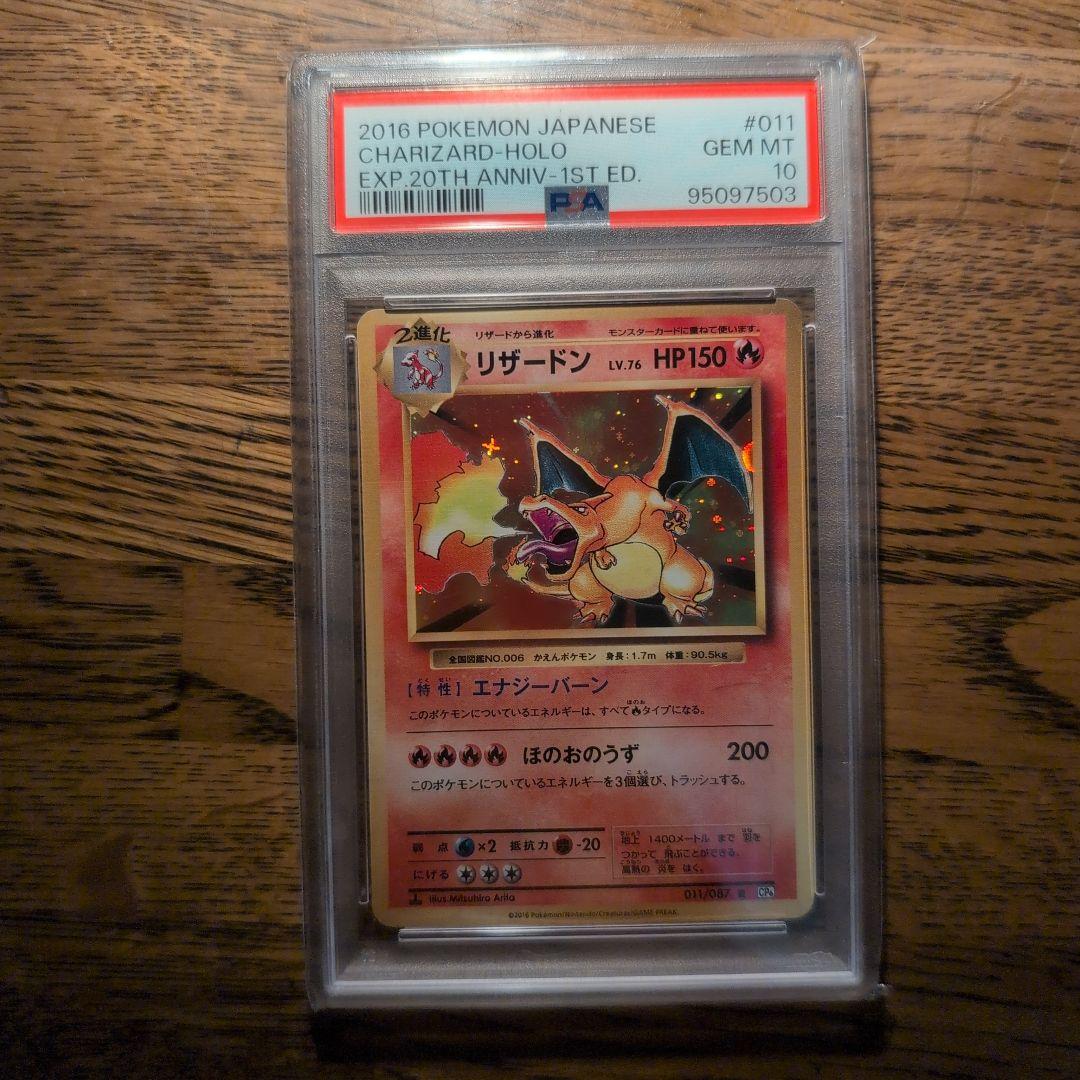 2016 POKEMON JAPANESE #011
CHARIZARD-HOLO GEM MT
EXP.20TH ANNIV-1ST ED. 10
PSA 95097503
2進化 リザードから進化 モンスターカードに重ねて使います。
リザードン LV.76 HP150
全国図鑑NO.006 かえんポケモン 身長:1.7m 体重:90.5kg
【特性】エナジーバーン
このポケモンについているエネルギーは、すべてタイプになる。
ほのおのうず 200
このポケモンについているエネルギーを3個選び、トラッシュする。
弱点 ×2 抵抗力 -20
にげる
地上 1400メートル まで 羽を
つかって 飛ぶことができる。
高熱の 炎を はく。
Illus.Mitsuhiro Arita
011/087 CP6
©2016 Pokémon/Nintendo/Creatures/GAME FREAK.